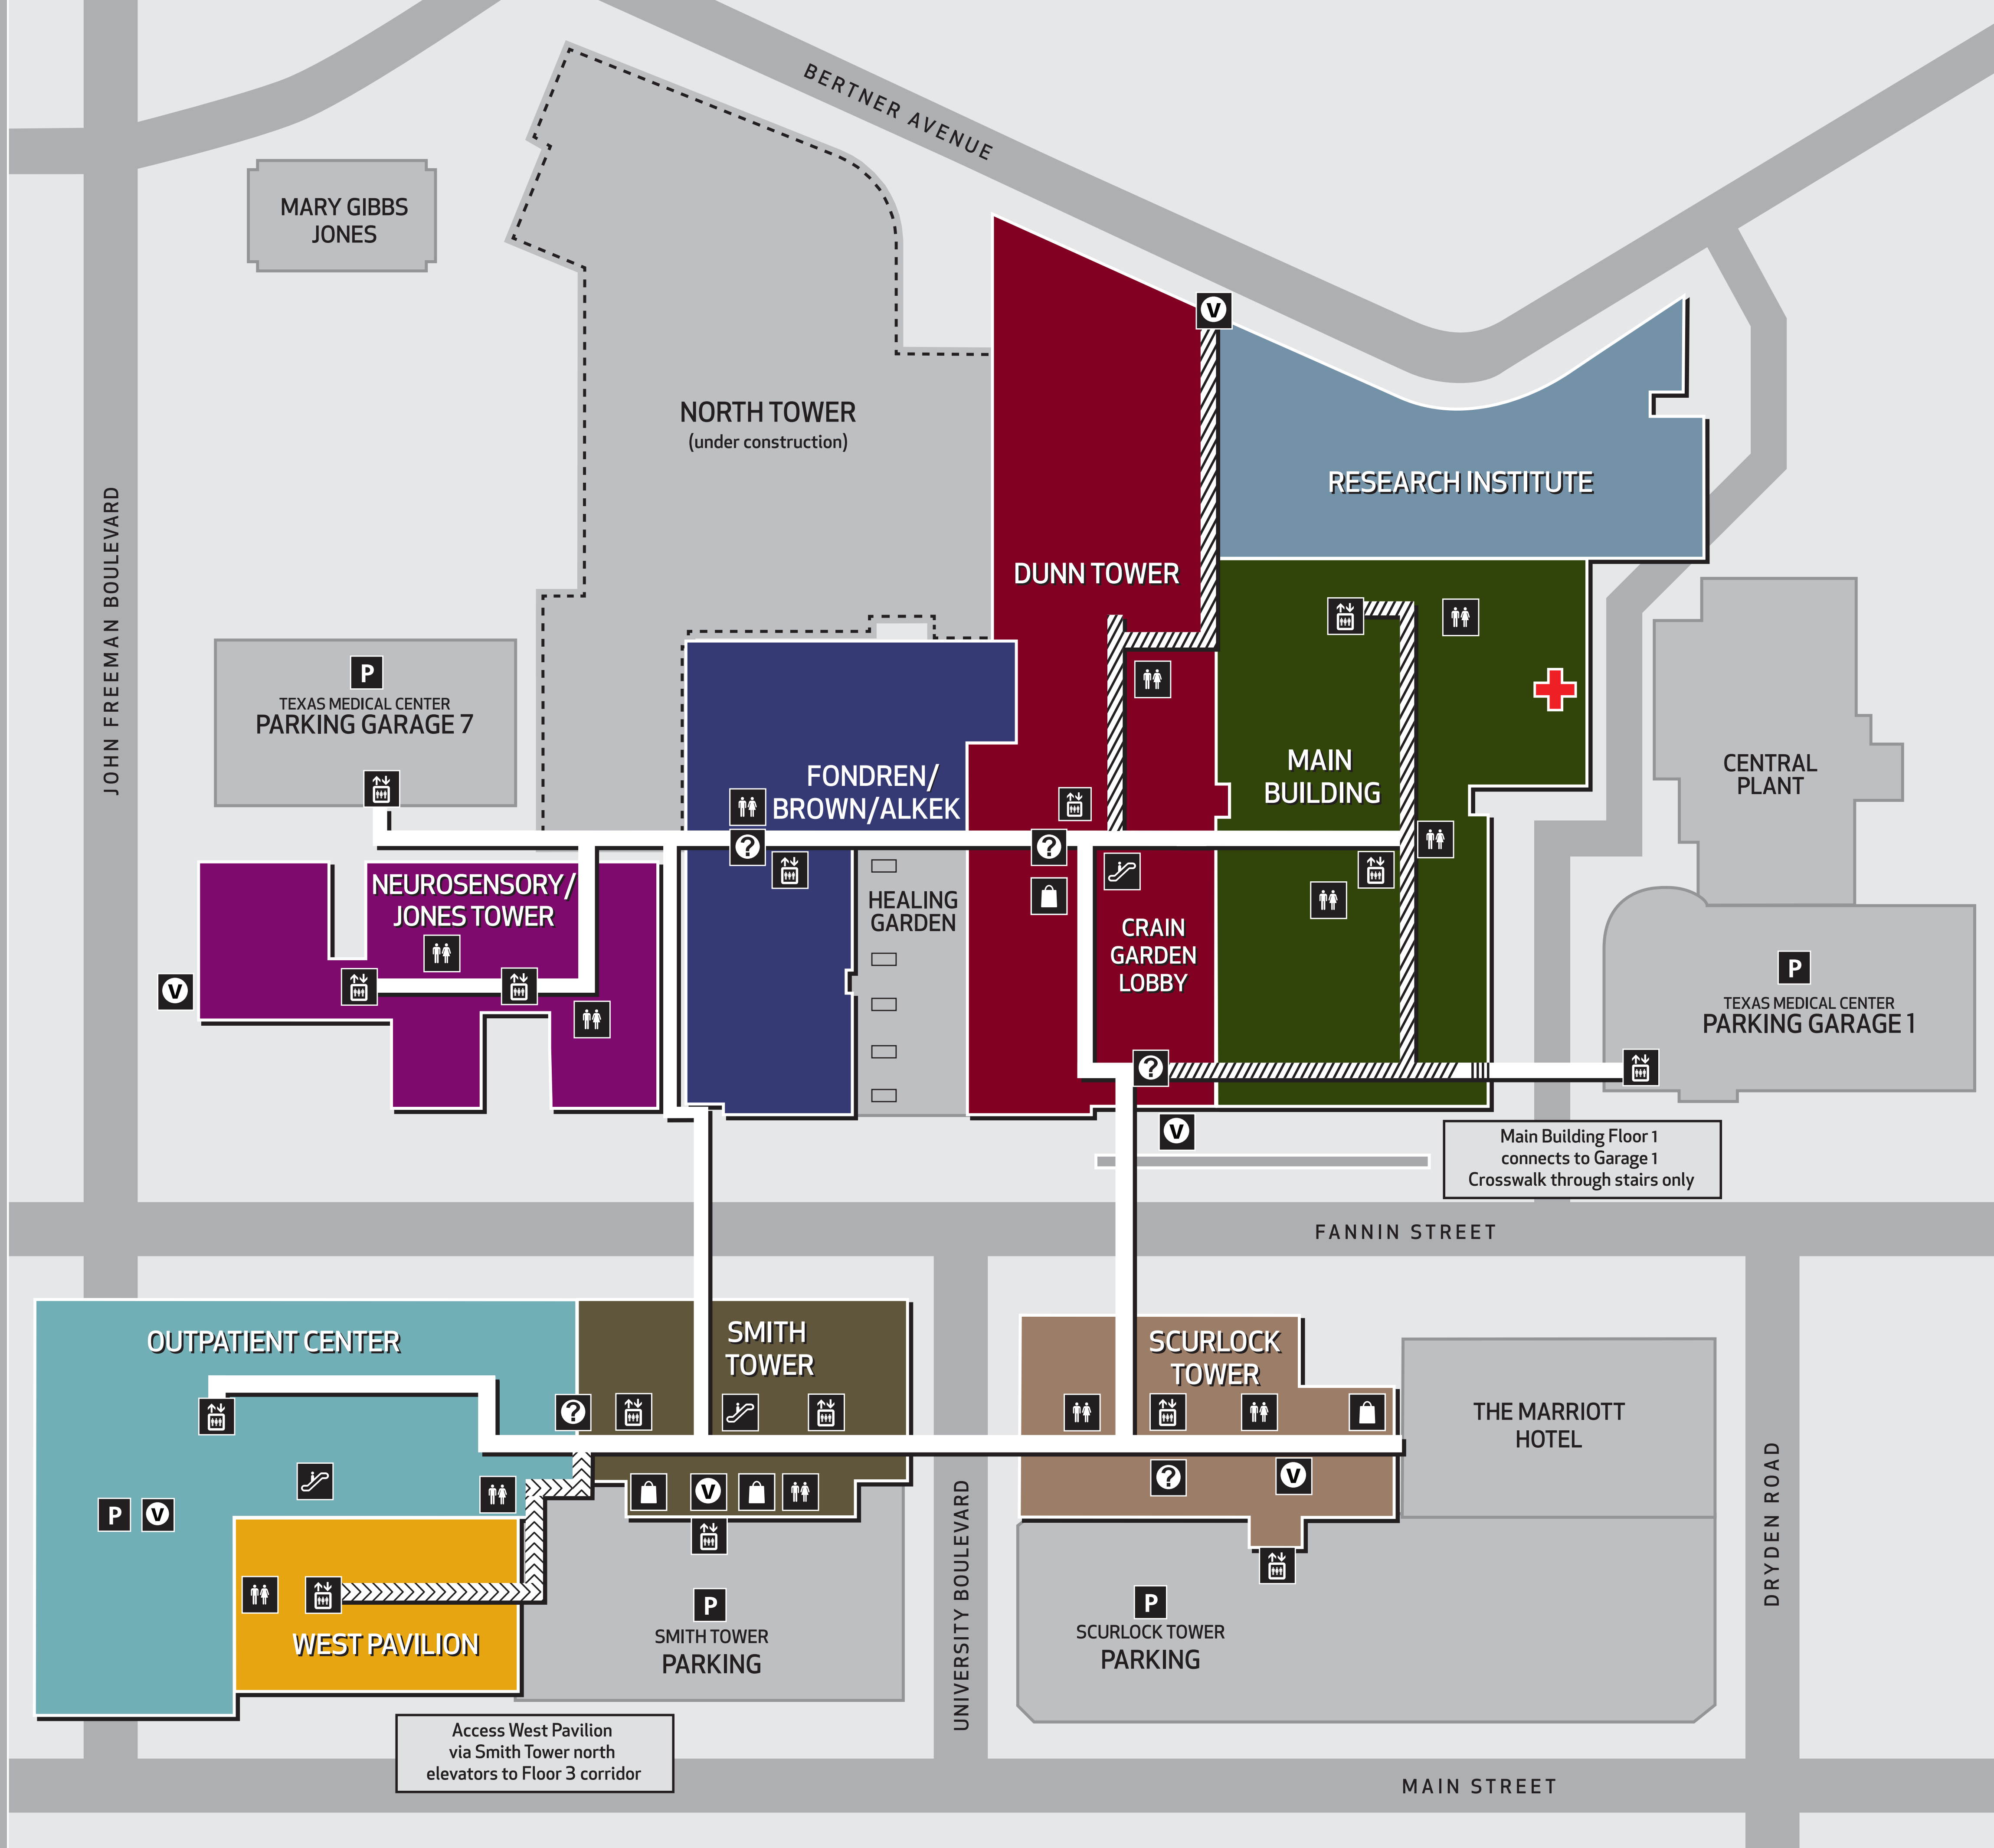 BERTNER AVENUE
MARY GIBBS
JONES
NORTH TOWER
(under construction)
RESEARCH INSTITUTE
JOHN FREEMAN BOULEVARD
DUNN TOWER
V
P
TEXAS MEDICAL CENTER
PARKING GARAGE 7
FONDREN/
BROWN/ALKEK
MAIN
BUILDING
CENTRAL
PLANT
?
?
NEUROSENSORY/
JONES TOWER
HEALING
GARDEN
CRAIN
GARDEN
LOBBY
V
P
TEXAS MEDICAL CENTER
PARKING GARAGE 1
?
V
Main Building Floor 1
connects to Garage 1
Crosswalk through stairs only
FANNIN STREET
OUTPATIENT CENTER
SMITH
TOWER
SCURLOCK
TOWER
THE MARRIOTT
HOTEL
?
?
V
V
P
V
WEST PAVILION
P
SMITH TOWER
PARKING
UNIVERSITY BOULEVARD
P
SCURLOCK TOWER
PARKING
DRYDEN ROAD
Access West Pavilion
via Smith Tower north
elevators to Floor 3 corridor
MAIN STREET